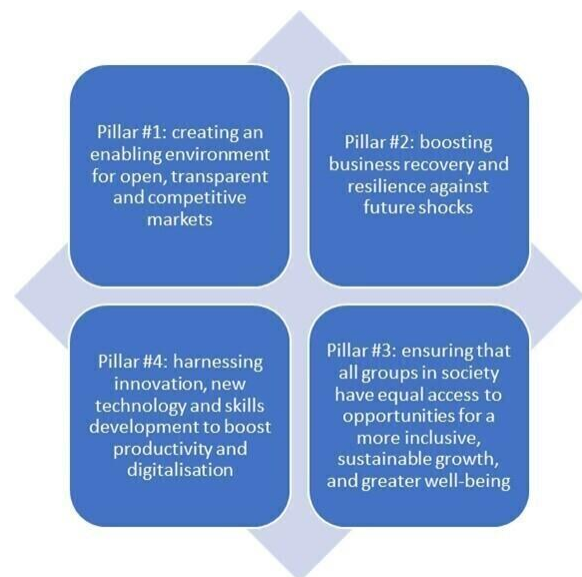 Pillar #1: creating an
enabling environment
for open, transparent
and competitive
markets
Pillar #2: boosting
business recovery and
resilience against
future shocks
Pillar #4: harnessing
innovation, new
technology and skills
development to boost
productivity and
digitalisation
Pillar #3: ensuring that
all groups in society
have equal access to
opportunities for a
more inclusive,
sustainable growth,
and greater well-being